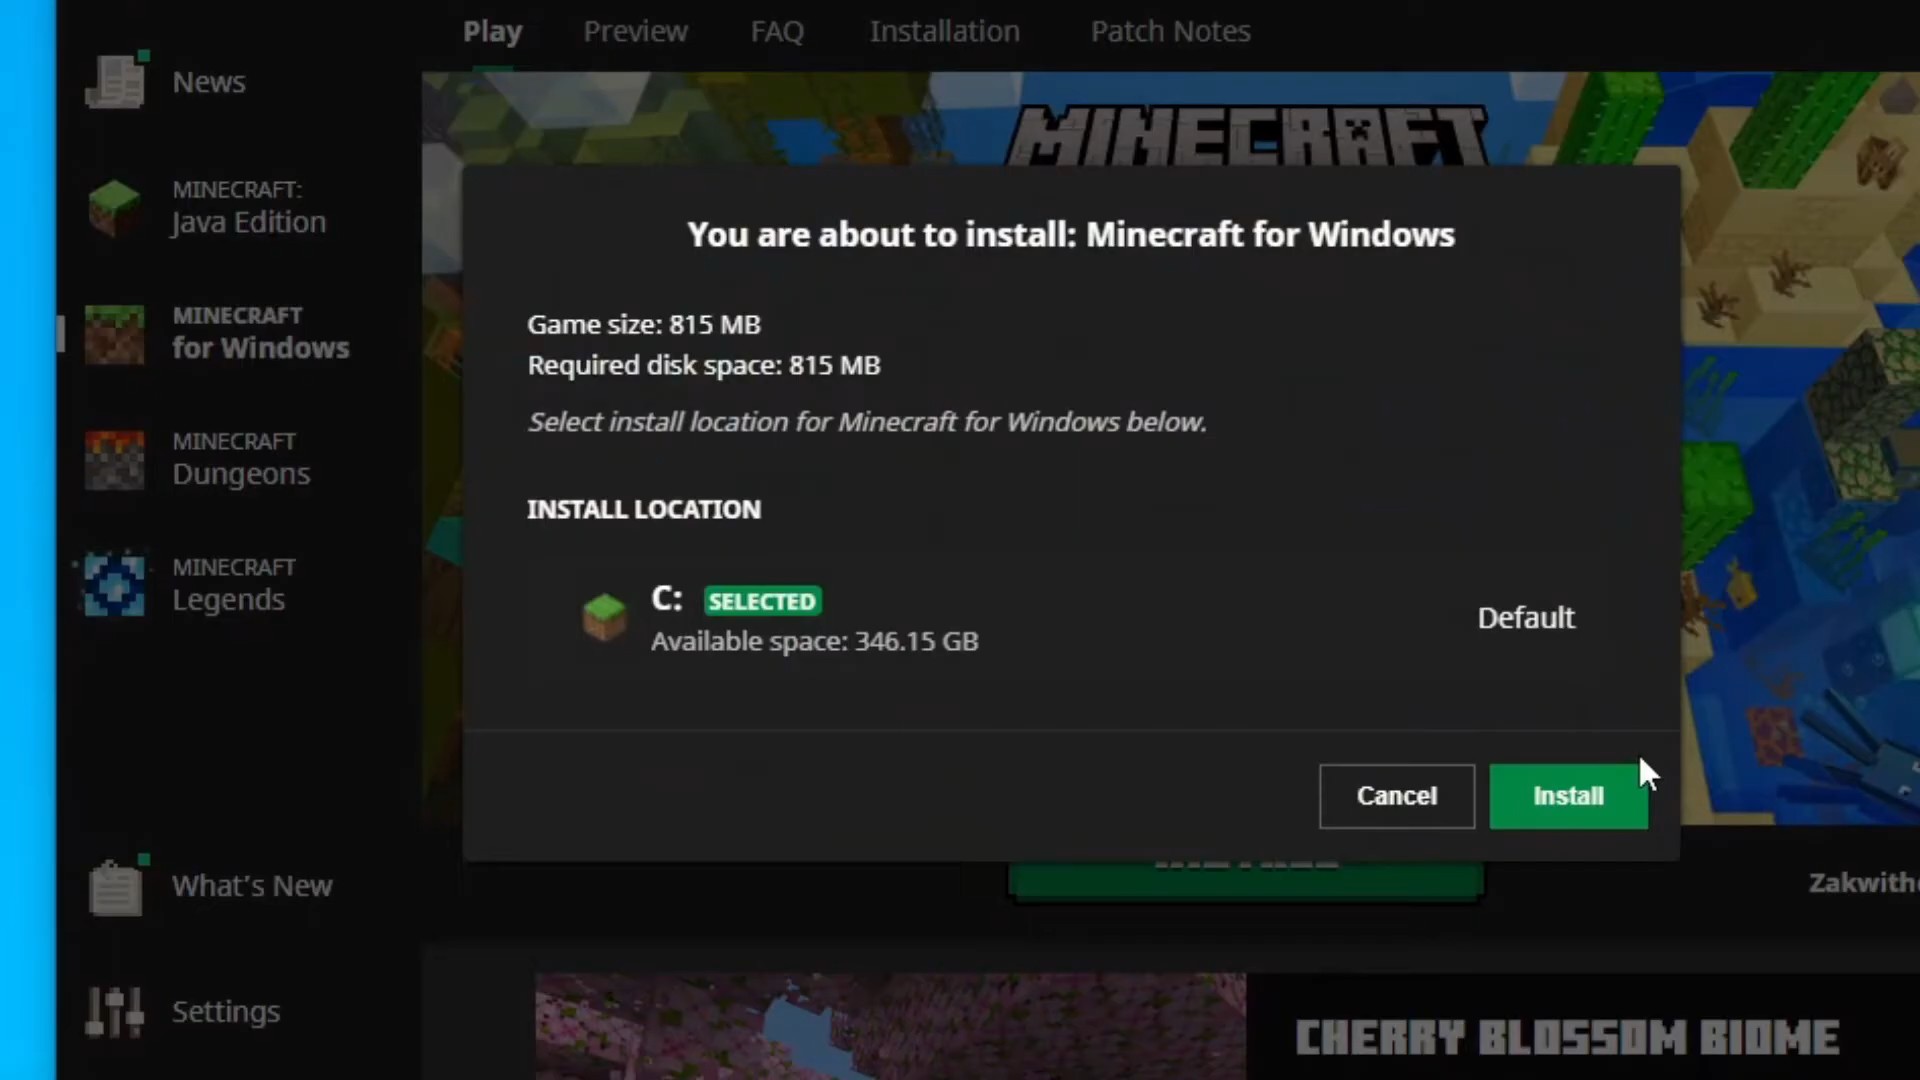 Play
Preview
FAQ
Installation
Patch Notes
News
MINECRAFT:
Java Edition
MINECRAFT
for Windows
MINECRAFT
Dungeons
MINECRAFT
Legends
What's New
Settings
MINECRAFT
You are about to install: Minecraft for Windows
Game size: 815 MB
Required disk space: 815 MB
Select install location for Minecraft for Windows below.
INSTALL LOCATION
C: SELECTED
Available space: 346.15 GB
Default
Cancel
Install
CHERRY BLOSSOM BIOME